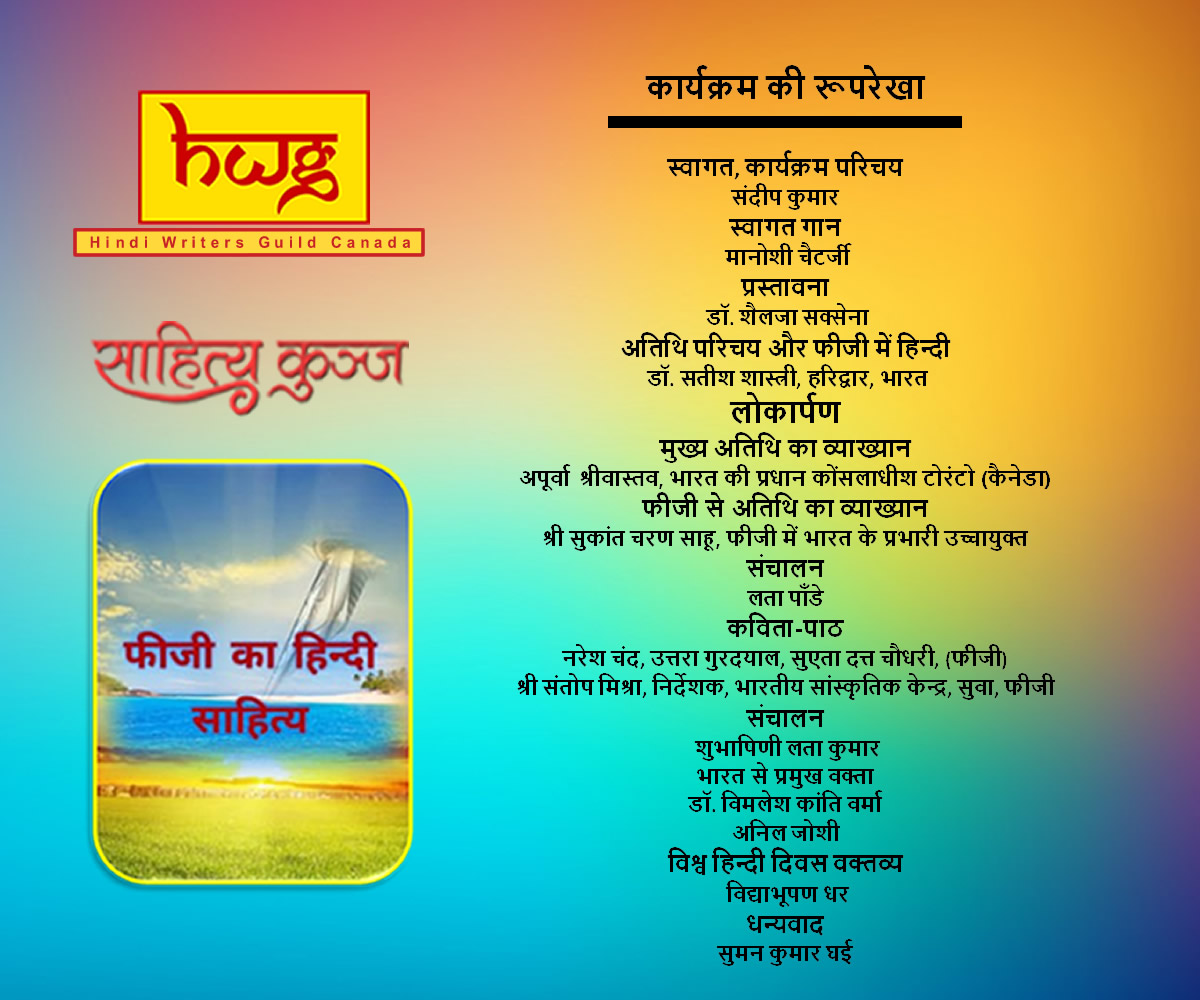 hwg
Hindi Writers Guild Canada
साहित्य कुञ्ज
फीजी का हिन्दी
साहित्य
कार्यक्रम की रूपरेखा
स्वागत, कार्यक्रम परिचय
संदीप कुमार
स्वागत गान
मानोशी चैटर्जी
प्रस्तावना
डॉ. शैलजा सक्सेना
अतिथि परिचय और फीजी में हिन्दी
डॉ. सतीश शास्त्री, हरिद्वार, भारत
लोकार्पण
मुख्य अतिथि का व्याख्यान
अपूर्वा श्रीवास्तव, भारत की प्रधान कोंसलाधीश टोरंटो (कैनेडा)
फीजी से अतिथि का व्याख्यान
श्री सुकांत चरण साहू, फीजी में भारत के प्रभारी उच्चायुक्त
संचालन
लता पाँडे
कविता-पाठ
नरेश चंद, उत्तरा गुरदयाल, सुएता दत्त चौधरी, (फीजी)
श्री संतोष मिश्रा, निर्देशक, भारतीय सांस्कृतिक केन्द्र, सुवा, फीजी
संचालन
शुभाषिणी लता कुमार
भारत से प्रमुख वक्ता
डॉ. विमलेश कांति वर्मा
अनिल जोशी
विश्व हिन्दी दिवस वक्तव्य
विद्याभूषण धर
धन्यवाद
सुमन कुमार घई